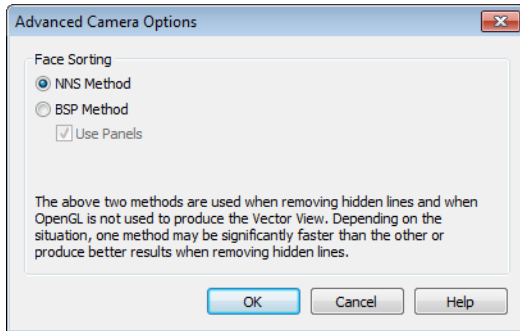 Advanced Camera Options
Face Sorting
NNS Method
BSP Method
Use Panels
The above two methods are used when removing hidden lines and when
OpenGL is not used to produce the Vector View. Depending on the
situation, one method may be significantly faster than the other or
produce better results when removing hidden lines.
OK Cancel Help